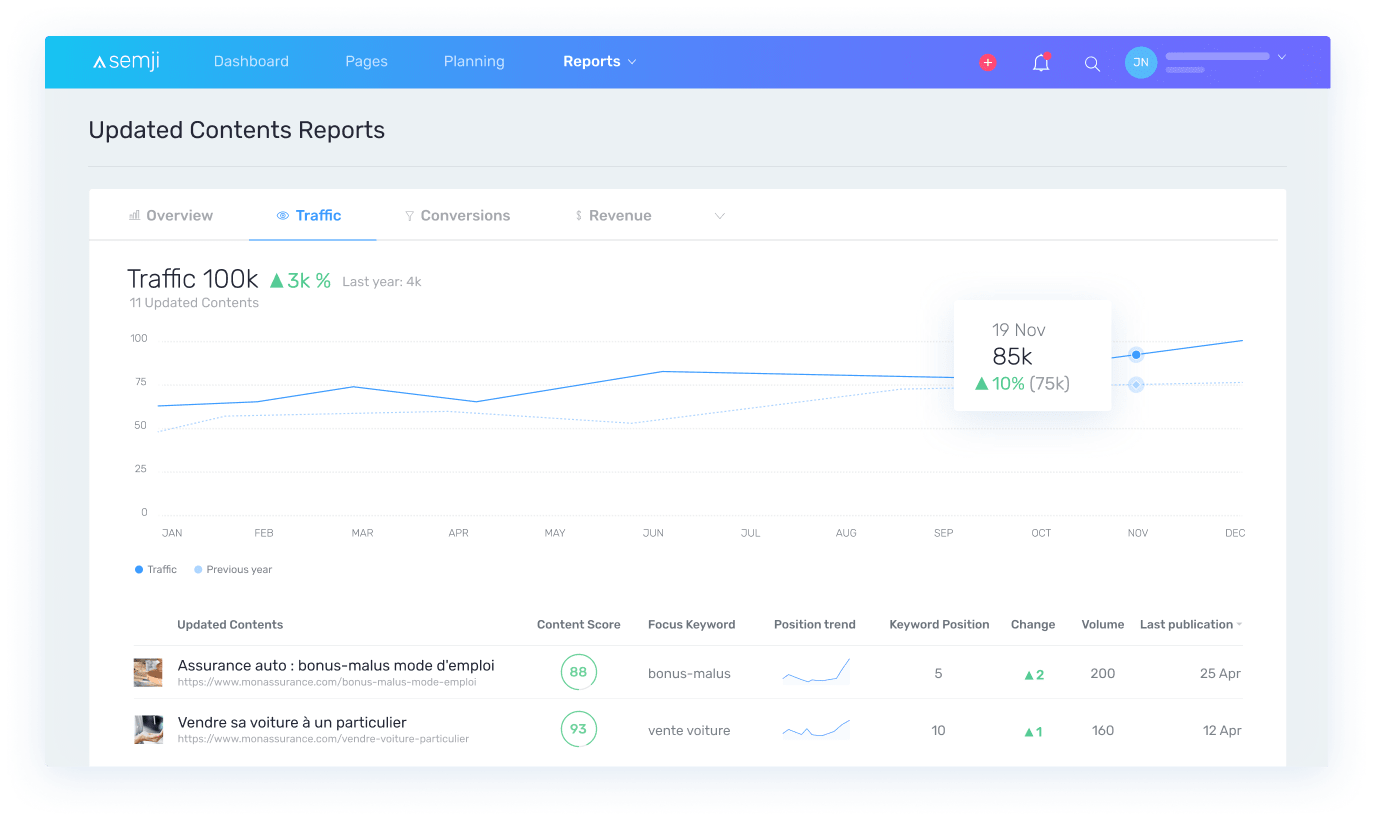 semji Dashboard Pages Planning Reports + JN
Updated Contents Reports
Overview Traffic Conversions $ Revenue
Traffic 100k ▲3k % Last year: 4k
11 Updated Contents
19 Nov
85k
▲10% (75k)
100
75
50
25
0
JAN FEB MAR APR MAY JUN JUL AUG SEP OCT NOV DEC
Traffic Previous year
Updated Contents Content Score Focus Keyword Position trend Keyword Position Change Volume Last publication
Assurance auto : bonus-malus mode d'emploi 88 bonus-malus 5 ▲2 200 25 Apr
https://www.monassurance.com/bonus-malus-mode-emploi
Vendre sa voiture à un particulier 93 vente voiture 10 ▲1 160 12 Apr
https://www.monassurance.com/vendre-voiture-particulier